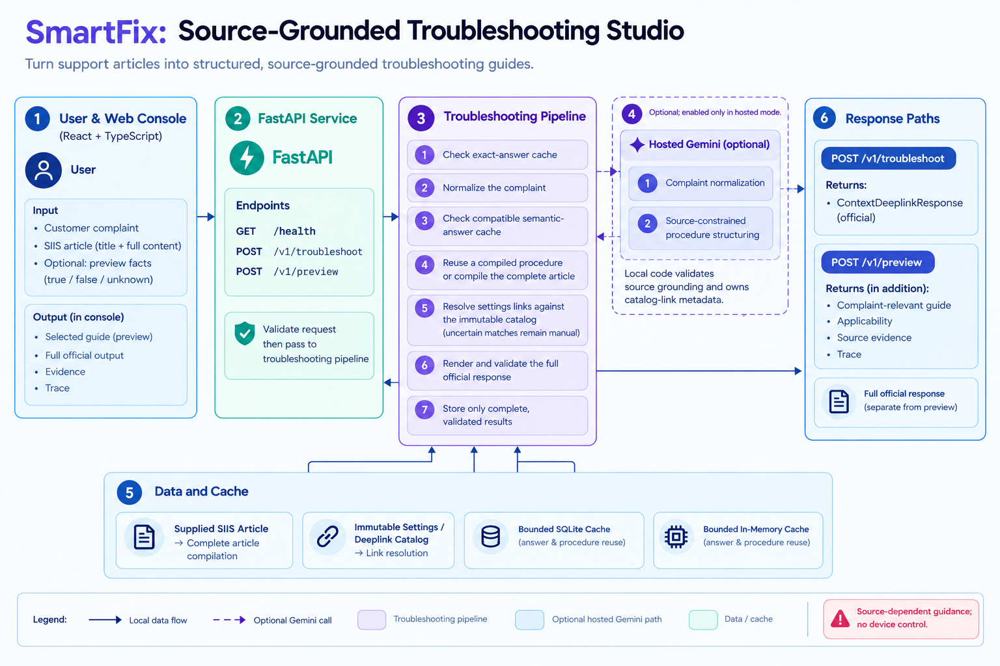 SmartFix: Source-Grounded Troubleshooting Studio
Turn support articles into structured, source-grounded troubleshooting guides.
1 User & Web Console
(React + TypeScript)
User
Input
• Customer complaint
• SIIS article (title + full content)
• Optional: preview facts
(true / false / unknown)
Output (in console)
• Selected guide (preview)
• Full official output
• Evidence
• Trace
2 FastAPI Service
FastAPI
Endpoints
GET /health
POST /v1/troubleshoot
POST /v1/preview
Validate request
then pass to
troubleshooting pipeline
3 Troubleshooting Pipeline
1 Check exact-answer cache
2 Normalize the complaint
3 Check compatible semantic-
answer cache
4 Reuse a compiled procedure
or compile the complete article
5 Resolve settings links against
the immutable catalog
(uncertain matches remain manual)
6 Render and validate the full
official response
7 Store only complete,
validated results
4 Optional; enabled only in hosted mode.
Hosted Gemini (optional)
1 Complaint normalization
2 Source-constrained
procedure structuring
Local code validates
source grounding and owns
catalog-link metadata.
6 Response Paths
POST /v1/troubleshoot
Returns:
• ContextDeeplinkResponse
(official)
POST /v1/preview
Returns (in addition):
• Complaint-relevant guide
• Applicability
• Source evidence
• Trace
Full official response
(separate from preview)
5 Data and Cache
Supplied SIIS Article
→ Complete article
compilation
Immutable Settings /
Deeplink Catalog
→ Link resolution
Bounded SQLite Cache
(answer & procedure reuse)
Bounded In-Memory Cache
(answer & procedure reuse)
Legend:
Local data flow
Optional Gemini call
Troubleshooting pipeline
Optional hosted Gemini path
Data / cache
Source-dependent guidance;
no device control.